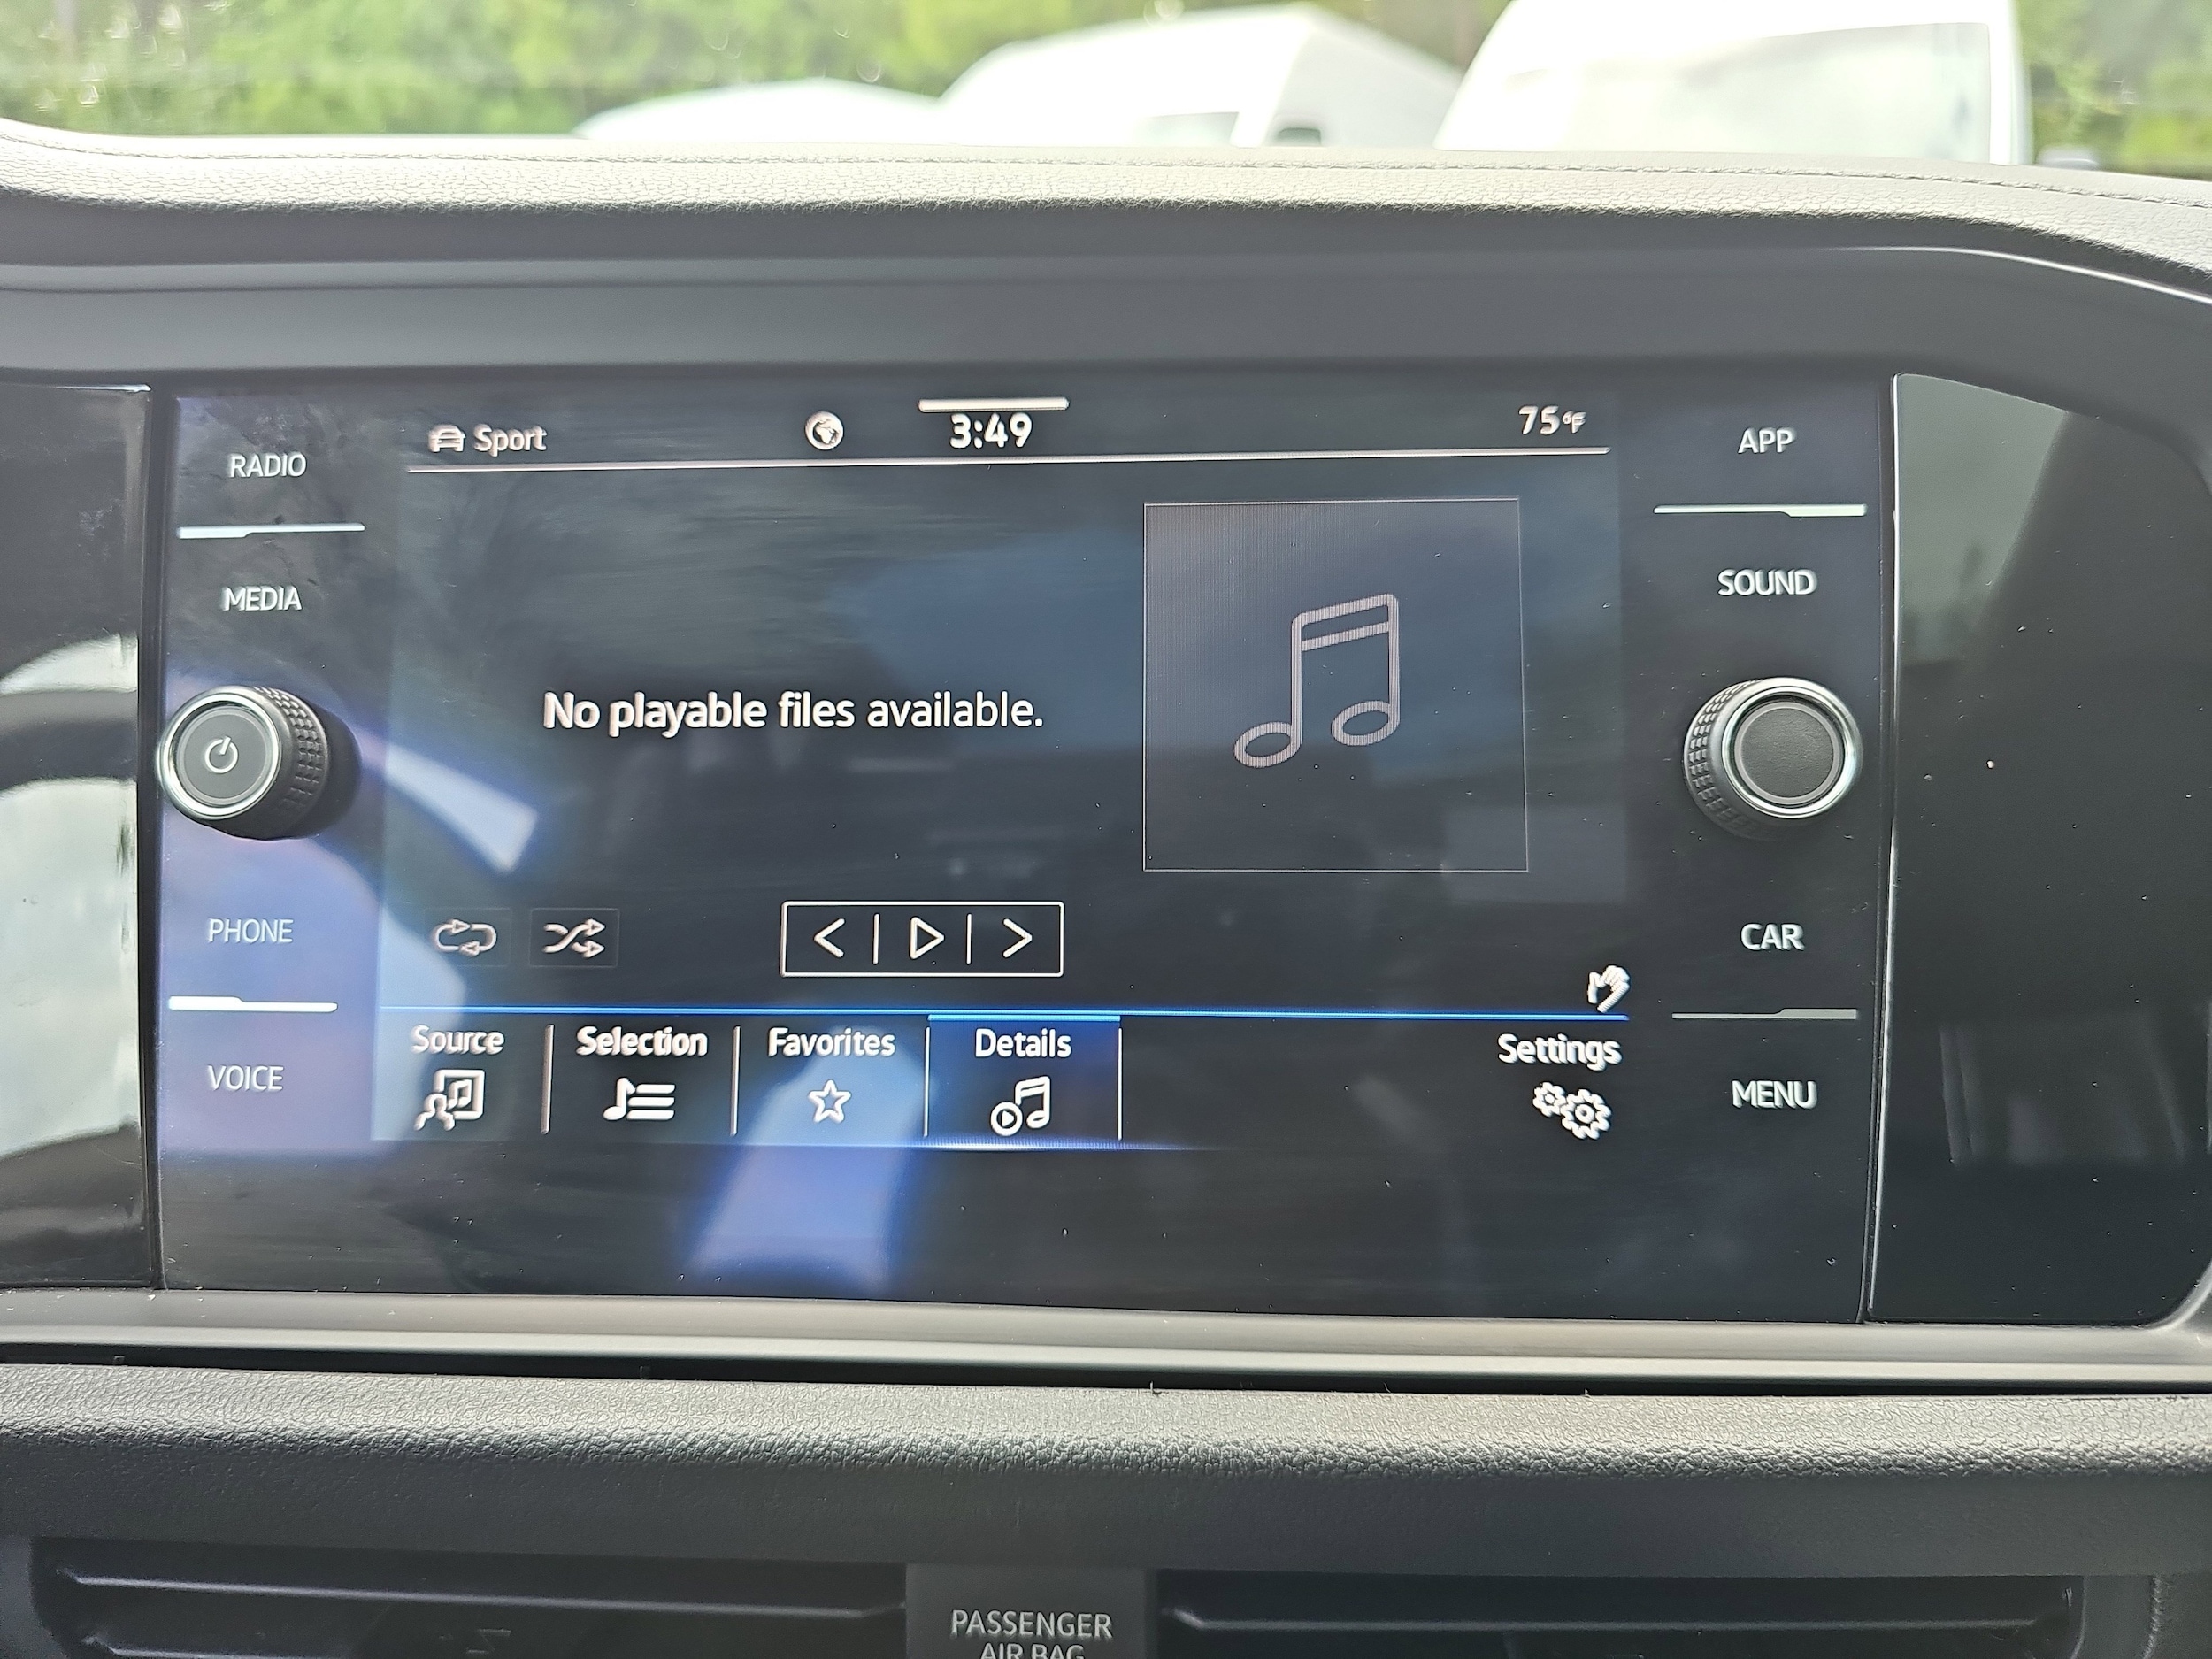 Sport
3:49
75°F
RADIO
MEDIA
PHONE
VOICE
No playable files available.
Source
Selection
Favorites
Details
Settings
APP
SOUND
CAR
MENU
PASSENGER
AIR BAG